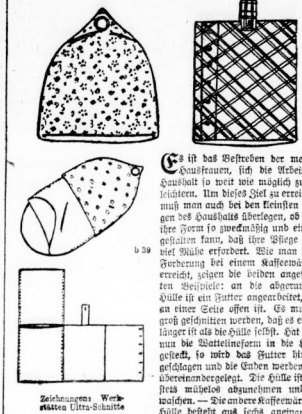 b 39
Es ist das Bestreben der me
Hausfrauen, sich die Arbei
Haushalt so weit wie möglich zu
leichtern. Um dieses Ziel zu errei
muß man auch bei den kleinsten
gen des Haushalts überlegen, ob
ihre Form so zweckmäßig und ein
gestalten kann, daß ihre Pflege
viel Mühe erfordert. Wie man
Forderung bei einem Kaffeewär
erreicht, zeigen die beiden angef
ten Beispiele: an die abgerun
Hülle ist ein Futter angearbeitet,
an einer Seite offen ist. Es mu
groß geschnitten werden, daß es e
länger ist als die Hülle selbst. Hat
nun die Wattelineform in die
gesteckt, so wird das Futter hin
geschlagen und die Enden werden
übereinandergelegt. Die Hülle is
stets mühelos abzunehmen und
waschen. — Die andere Kaffeewär
Hülle besteht aus sechs aneina
Zeichnungen: Werk-
stätten Ultra-Schnitte